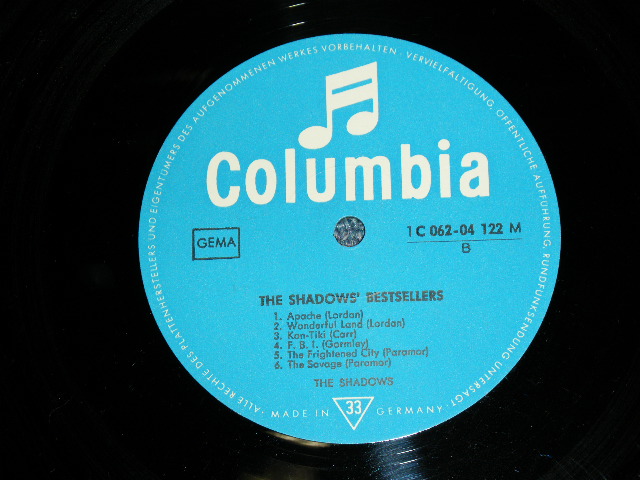 ·ALLE RECHTE DES PLATTENHERSTELLERS UND EIGENTÜMERS DES AUFGENOMMENEN WERKES VORBEHALTEN · VERVIELFÄLTIGUNG, ÖFFENTLICHE AUFFÜHRUNG, RUNDFUNKSENDUNG UNTERSAGT·
Columbia
GEMA
1 C 062-04 122 M
B
THE SHADOWS' BESTSELLERS
1. Apache (Lordan)
2. Wonderful Land (Lordan)
3. Kon-Tiki (Carr)
4. F. B. I. (Gormley)
5. The Frightened City (Paramor)
6. The Savage (Paramor)
THE SHADOWS
MADE IN GERMANY
33